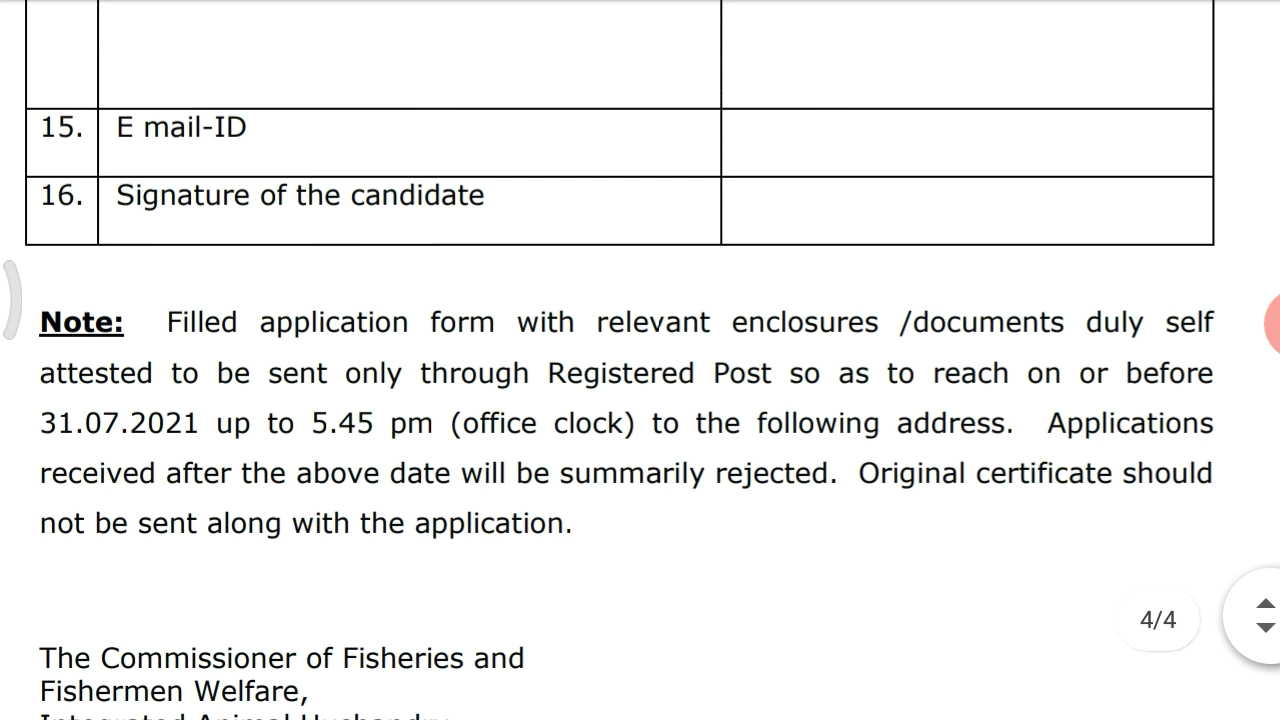 15. E mail-ID
16. Signature of the candidate
Note: Filled application form with relevant enclosures /documents duly self
attested to be sent only through Registered Post so as to reach on or before
31.07.2021 up to 5.45 pm (office clock) to the following address. Applications
received after the above date will be summarily rejected. Original certificate should
not be sent along with the application.
4/4
The Commissioner of Fisheries and
Fishermen Welfare,
Integrated Animal Husbandry